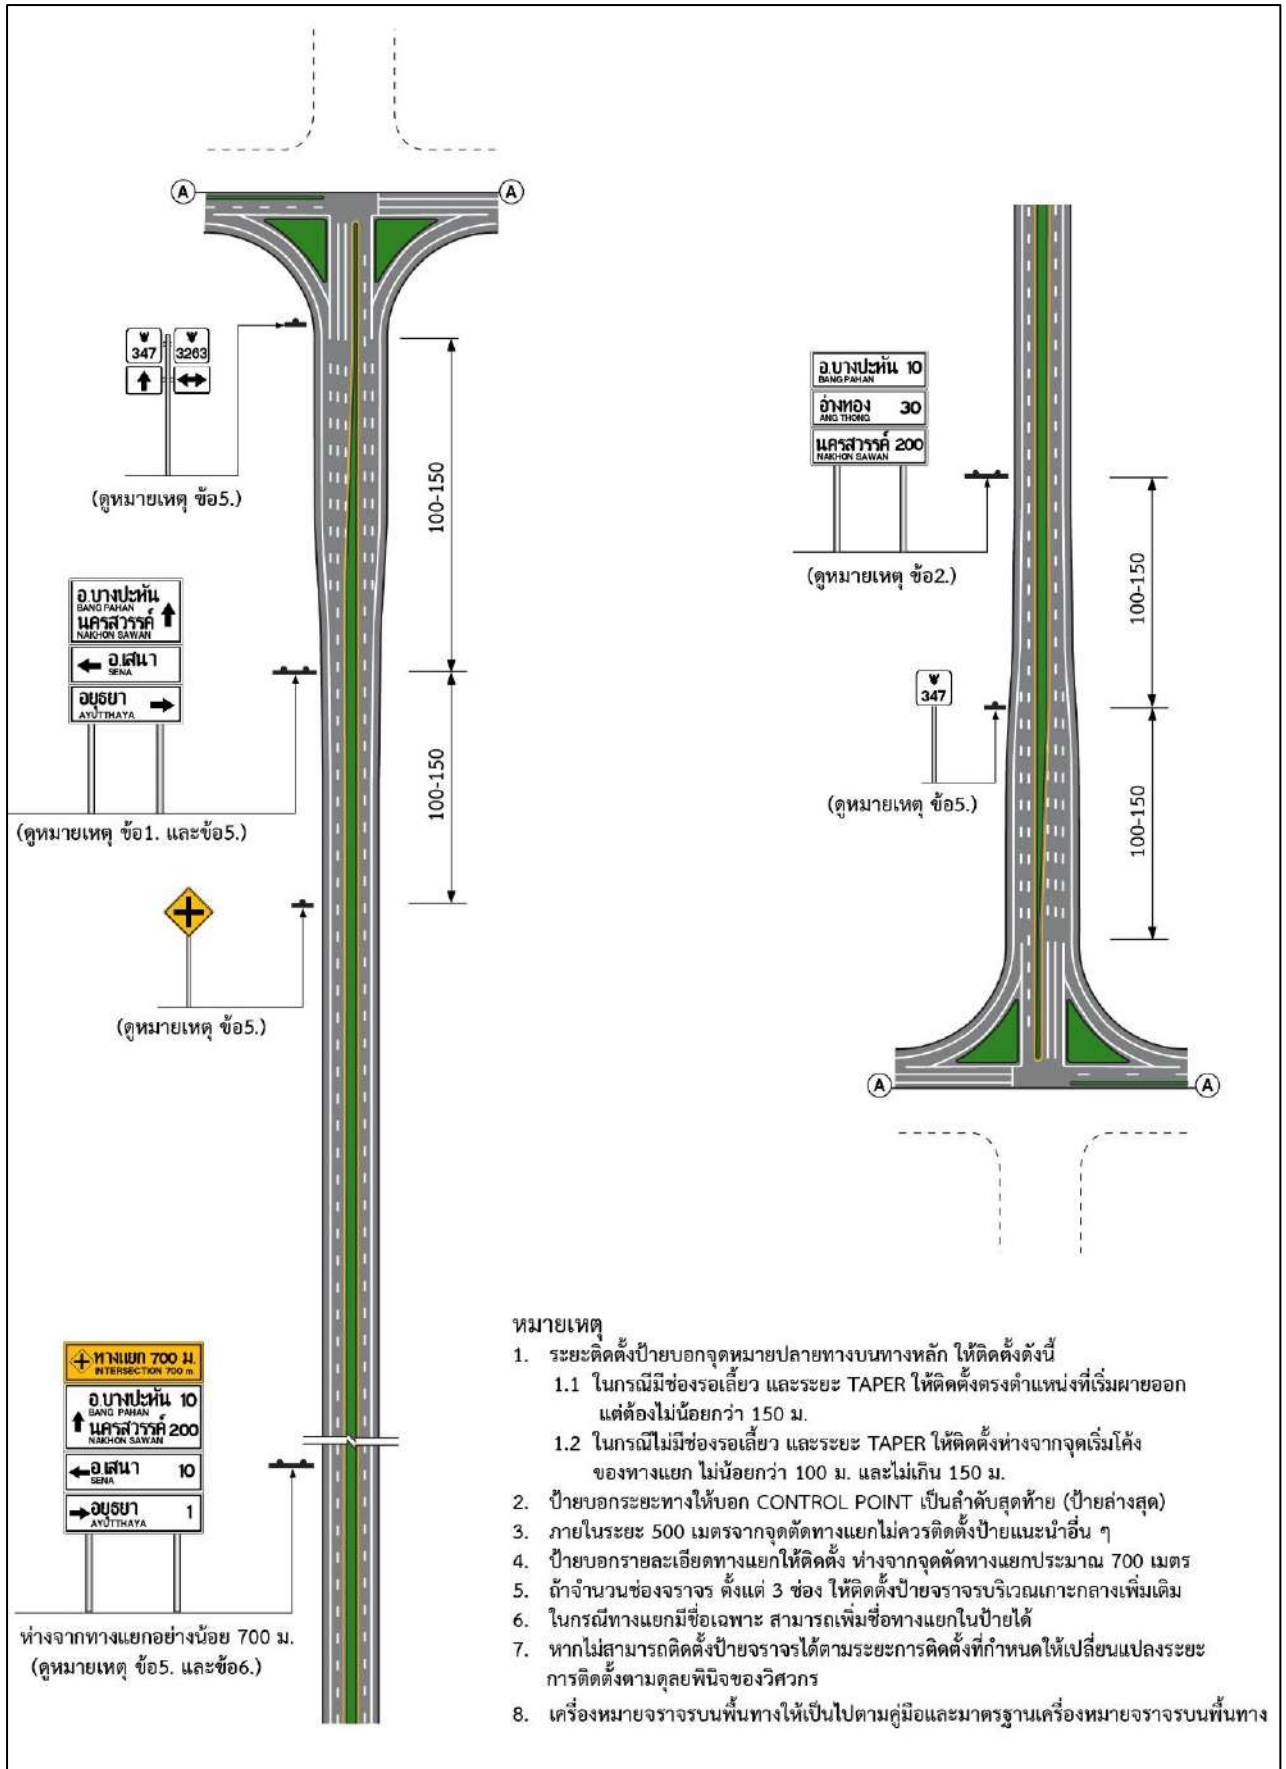 A
A
347
3263
(ดูหมายเหตุ ข้อ5.)
100-150
อ.บางปะหัน
BANG PAHAN
นครสวรรค์
NAKHON SAWAN
อ.เสนา
SENA
อยุธยา
AYUTTHAYA
(ดูหมายเหตุ ข้อ1. และข้อ5.)
100-150
(ดูหมายเหตุ ข้อ5.)
ทางแยก 700 ม.
INTERSECTION 700 m.
อ.บางปะหัน 10
BANG PAHAN
นครสวรรค์ 200
NAKHON SAWAN
อ.เสนา 10
SENA
อยุธยา 1
AYUTTHAYA
ห่างจากทางแยกอย่างน้อย 700 ม.
(ดูหมายเหตุ ข้อ5. และข้อ6.)
อ.บางปะหัน 10
BANG PAHAN
อ่างทอง 30
ANG THONG
นครสวรรค์ 200
NAKHON SAWAN
(ดูหมายเหตุ ข้อ2.)
100-150
347
(ดูหมายเหตุ ข้อ5.)
100-150
A
A
หมายเหตุ
1. ระยะติดตั้งป้ายบอกจุดหมายปลายทางบนทางหลัก ให้ติดตั้งดังนี้
1.1 ในกรณีมีช่องรอเลี้ยว และระยะ TAPER ให้ติดตั้งตรงตำแหน่งที่เริ่มผายออก
แต่ต้องไม่น้อยกว่า 150 ม.
1.2 ในกรณีไม่มีช่องรอเลี้ยว และระยะ TAPER ให้ติดตั้งห่างจากจุดเริ่มโค้ง
ของทางแยก ไม่น้อยกว่า 100 ม. และไม่เกิน 150 ม.
2. ป้ายบอกระยะทางให้บอก CONTROL POINT เป็นลำดับสุดท้าย (ป้ายล่างสุด)
3. ภายในระยะ 500 เมตรจากจุดตัดทางแยกไม่ควรติดตั้งป้ายแนะนำอื่น ๆ
4. ป้ายบอกรายละเอียดทางแยกให้ติดตั้ง ห่างจากจุดตัดทางแยกประมาณ 700 เมตร
5. ถ้าจำนวนช่องจราจร ตั้งแต่ 3 ช่อง ให้ติดตั้งป้ายจราจรบริเวณเกาะกลางเพิ่มเติม
6. ในกรณีทางแยกมีชื่อเฉพาะ สามารถเพิ่มชื่อทางแยกในป้ายได้
7. หากไม่สามารถติดตั้งป้ายจราจรได้ตามระยะการติดตั้งที่กำหนดให้เปลี่ยนแปลงระยะ
การติดตั้งตามดุลยพินิจของวิศวกร
8. เครื่องหมายจราจรบนพื้นทางให้เป็นไปตามคู่มือและมาตรฐานเครื่องหมายจราจรบนพื้นทาง